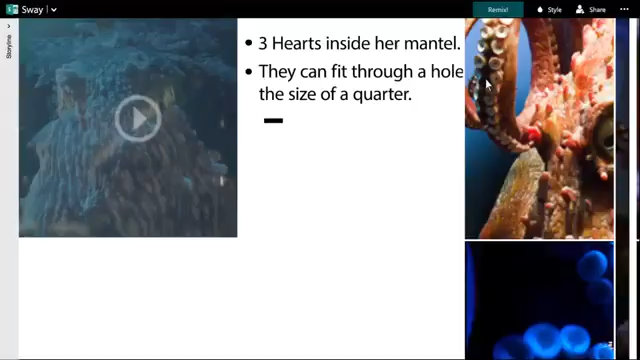 Sway
Remix!
Style
Share
Storyline
3 Hearts inside her mantel.
They can fit through a hole
the size of a quarter.